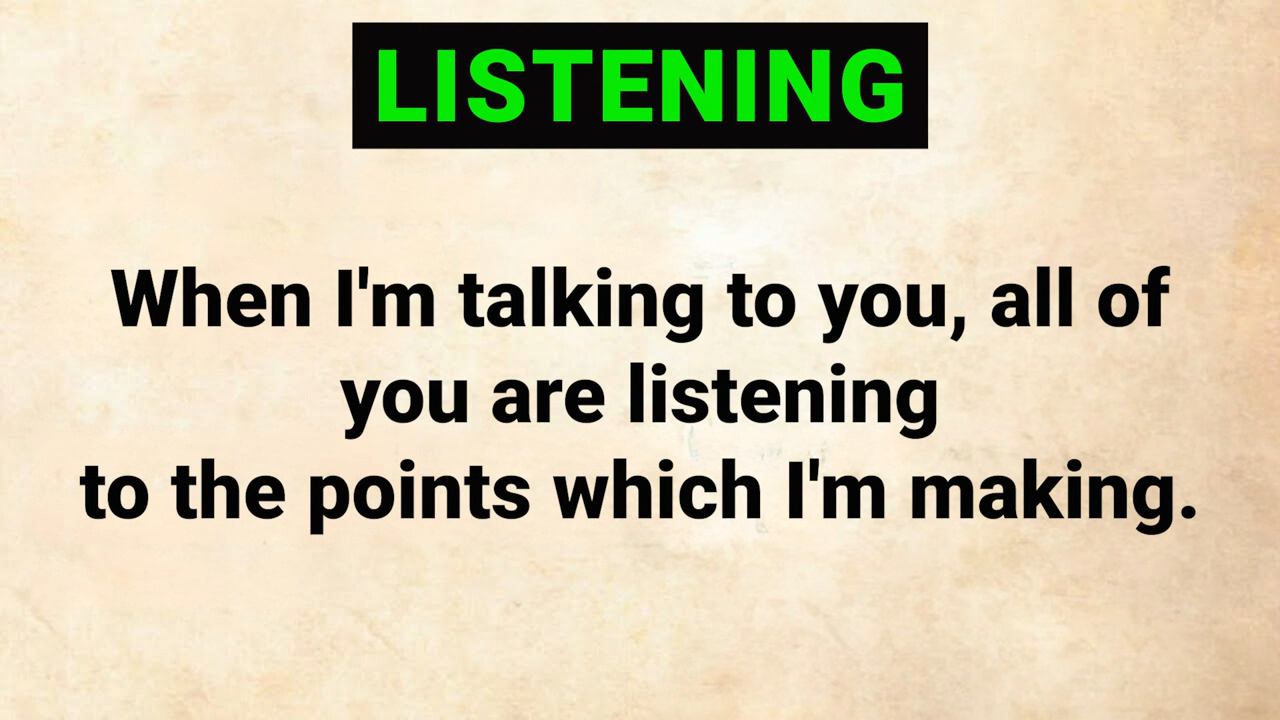 LISTENING
When I'm talking to you, all of
you are listening
to the points which I'm making.